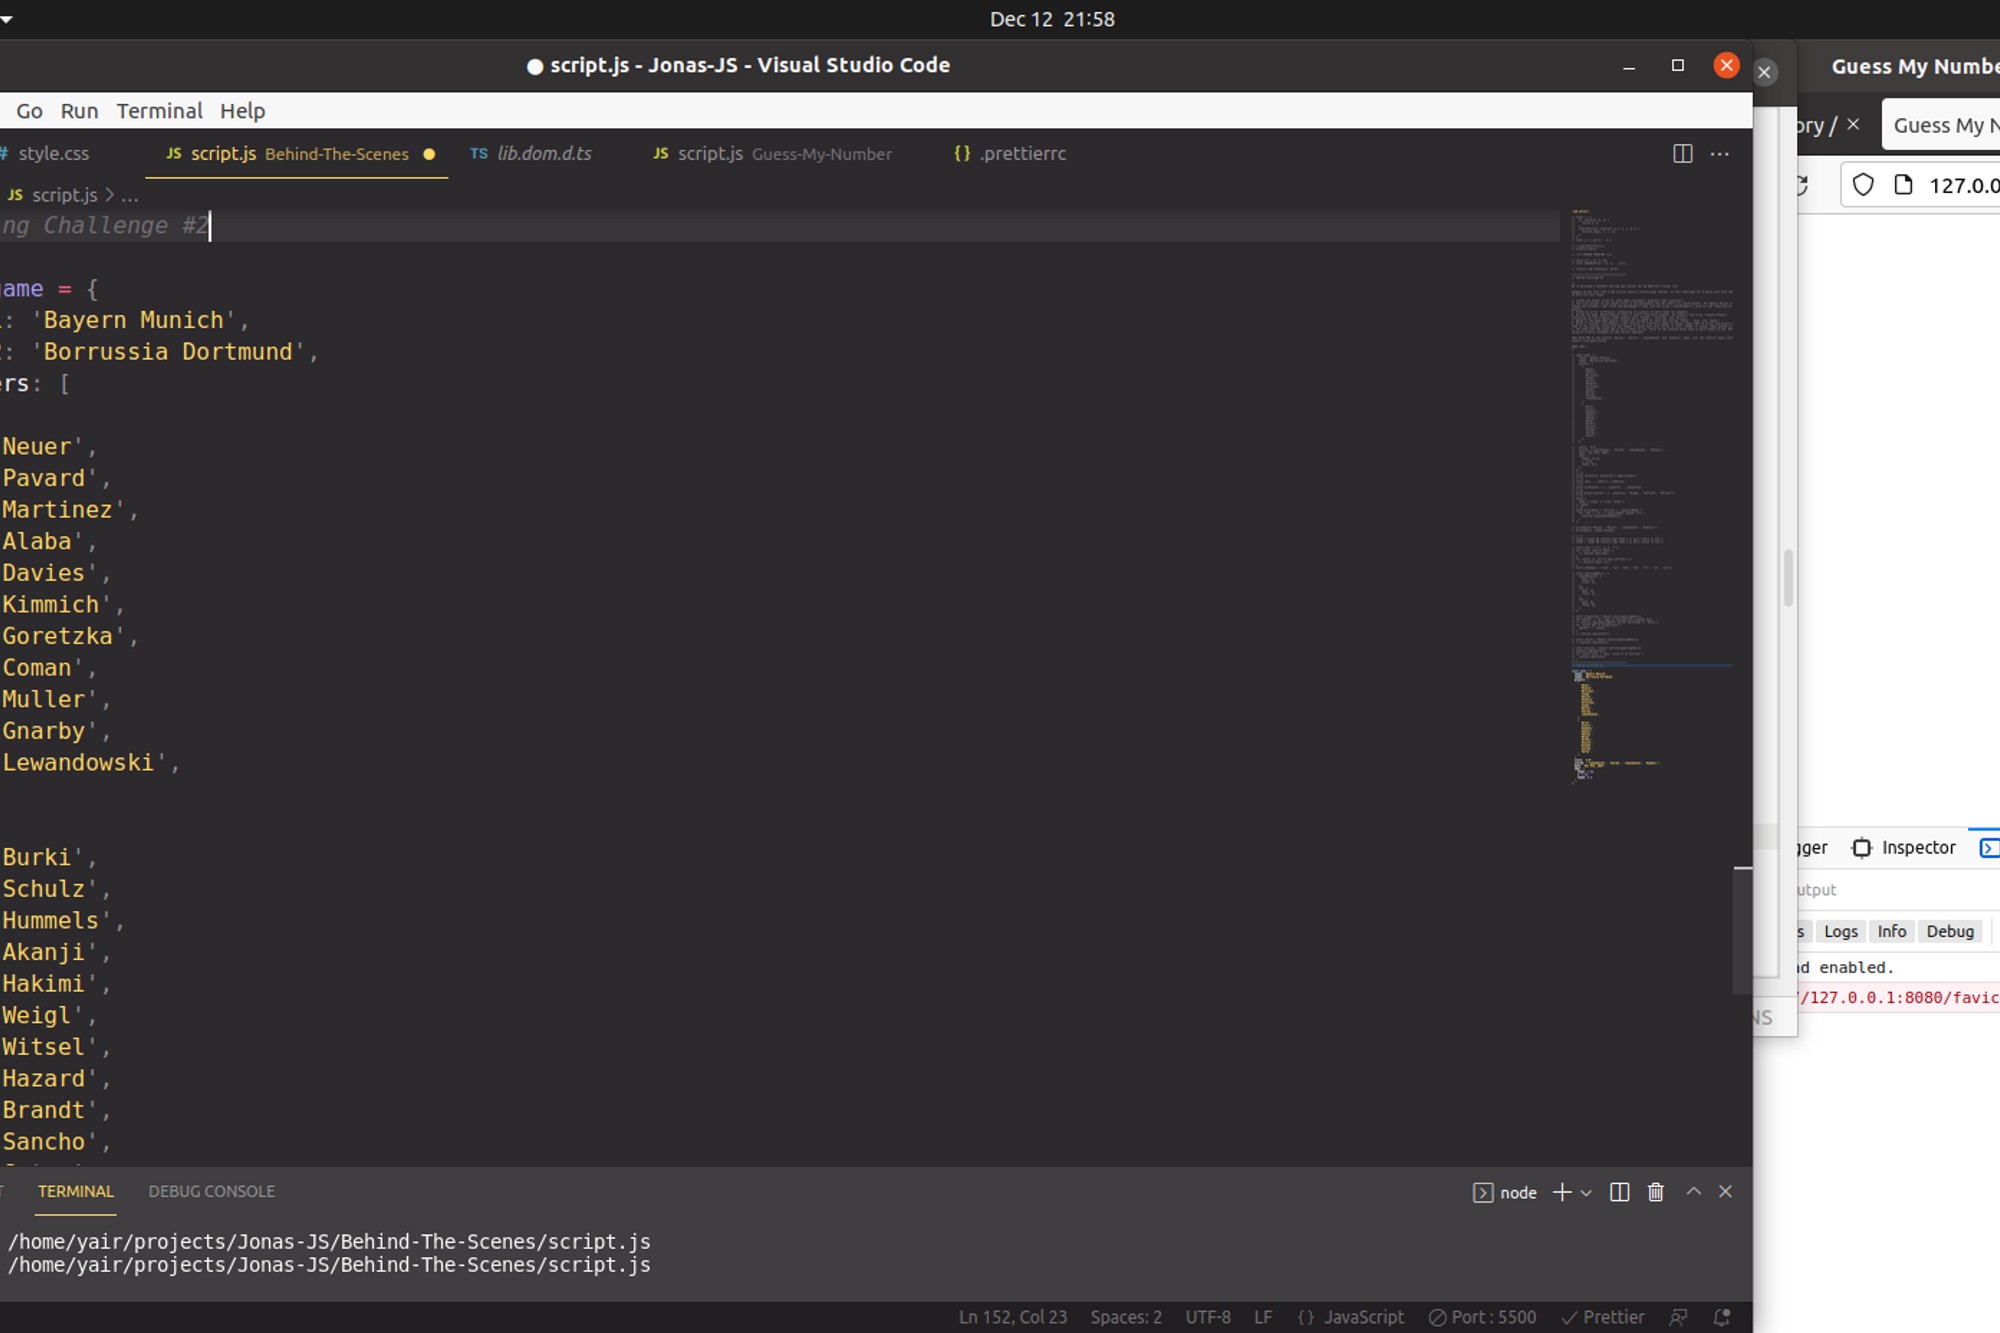 Dec 12 21:58
script.js - Jonas-JS - Visual Studio Code
Guess My Numbe
Go Run Terminal Help
# style.css
JS script.js Behind-The-Scenes
TS lib.dom.d.ts
JS script.js Guess-My-Number
{} .prettierrc
ory /
Guess My N
JS script.js > ...
127.0.0
ng Challenge #2
ame = {
: 'Bayern Munich',
: 'Borrussia Dortmund',
ers: [
Neuer',
Pavard',
Martinez',
Alaba',
Davies',
Kimmich',
Goretzka',
Coman',
Muller',
Gnarby',
Lewandowski',
Burki',
Schulz',
Hummels',
Akanji',
Hakimi',
Weigl',
Witsel',
Hazard',
Brandt',
Sancho',
gger Inspector
utput
s Logs Info Debug
d enabled.
/127.0.0.1:8080/favic
NS
TERMINAL DEBUG CONSOLE
node
/home/yair/projects/Jonas-JS/Behind-The-Scenes/script.js
/home/yair/projects/Jonas-JS/Behind-The-Scenes/script.js
Ln 152, Col 23 Spaces: 2 UTF-8 LF {} JavaScript Port : 5500 Prettier